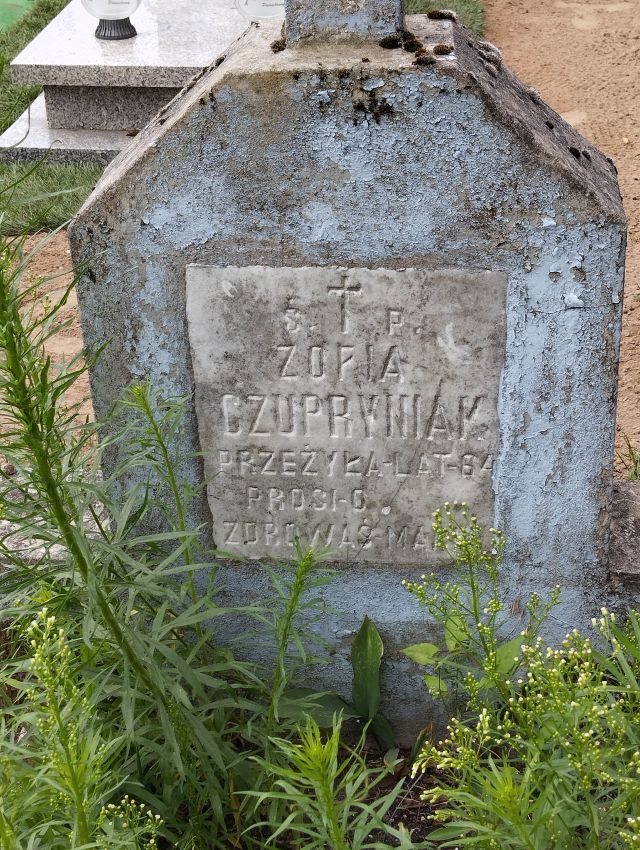 Ś. P.
ZOFIA
CZUPRYNIAK
PRZEŻYŁA-LAT-64
PROSI-O
ZDROWAŚ-MA